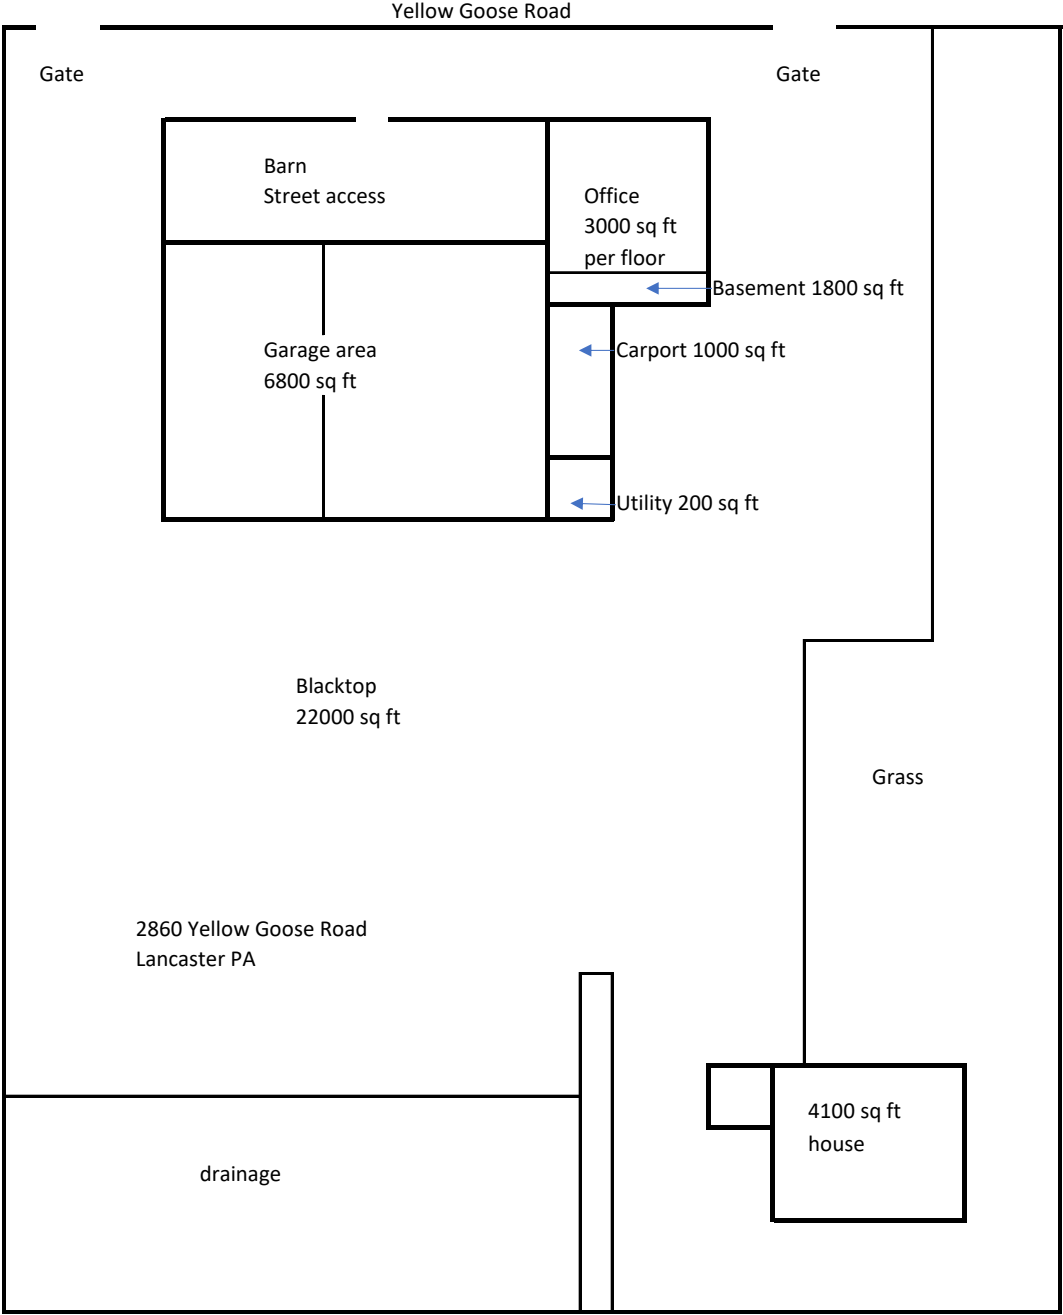 Yellow Goose Road
Gate
Gate
Barn
Street access
Office
3000 sq ft
per floor
Basement 1800 sq ft
Carport 1000 sq ft
Garage area
6800 sq ft
Utility 200 sq ft
Blacktop
22000 sq ft
Grass
2860 Yellow Goose Road
Lancaster PA
4100 sq ft
house
drainage